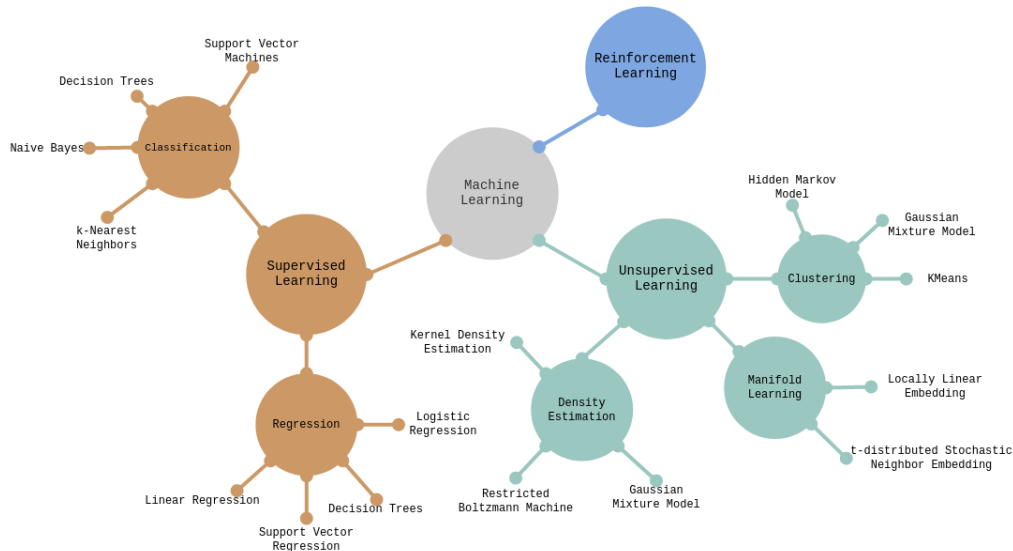 Support Vector
Machines
Decision Trees
Classification
Naive Bayes
k-Nearest
Neighbors
Reinforcement
Learning
Machine
Learning
Supervised
Learning
Unsupervised
Learning
Hidden Markov
Model
Gaussian
Mixture Model
Clustering
KMeans
Kernel Density
Estimation
Manifold
Learning
Locally Linear
Embedding
t-distributed Stochastic
Neighbor Embedding
Density
Estimation
Restricted
Boltzmann Machine
Gaussian
Mixture Model
Regression
Logistic
Regression
Linear Regression
Decision Trees
Support Vector
Regression